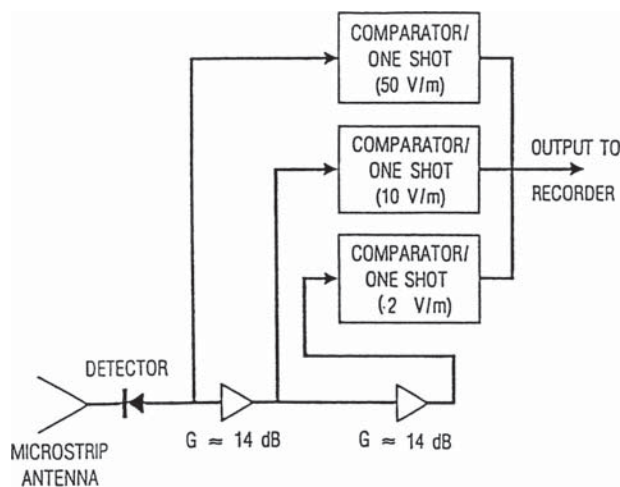 COMPARATOR/
ONE SHOT
(50 V/m)
COMPARATOR/
ONE SHOT
(10 V/m)
OUTPUT TO
RECORDER
COMPARATOR/
ONE SHOT
(.2 V/m)
DETECTOR
G ≈ 14 dB
G ≈ 14 dB
MICROSTRIP
ANTENNA